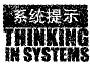 系统提示
THINKING
IN SYSTEMS